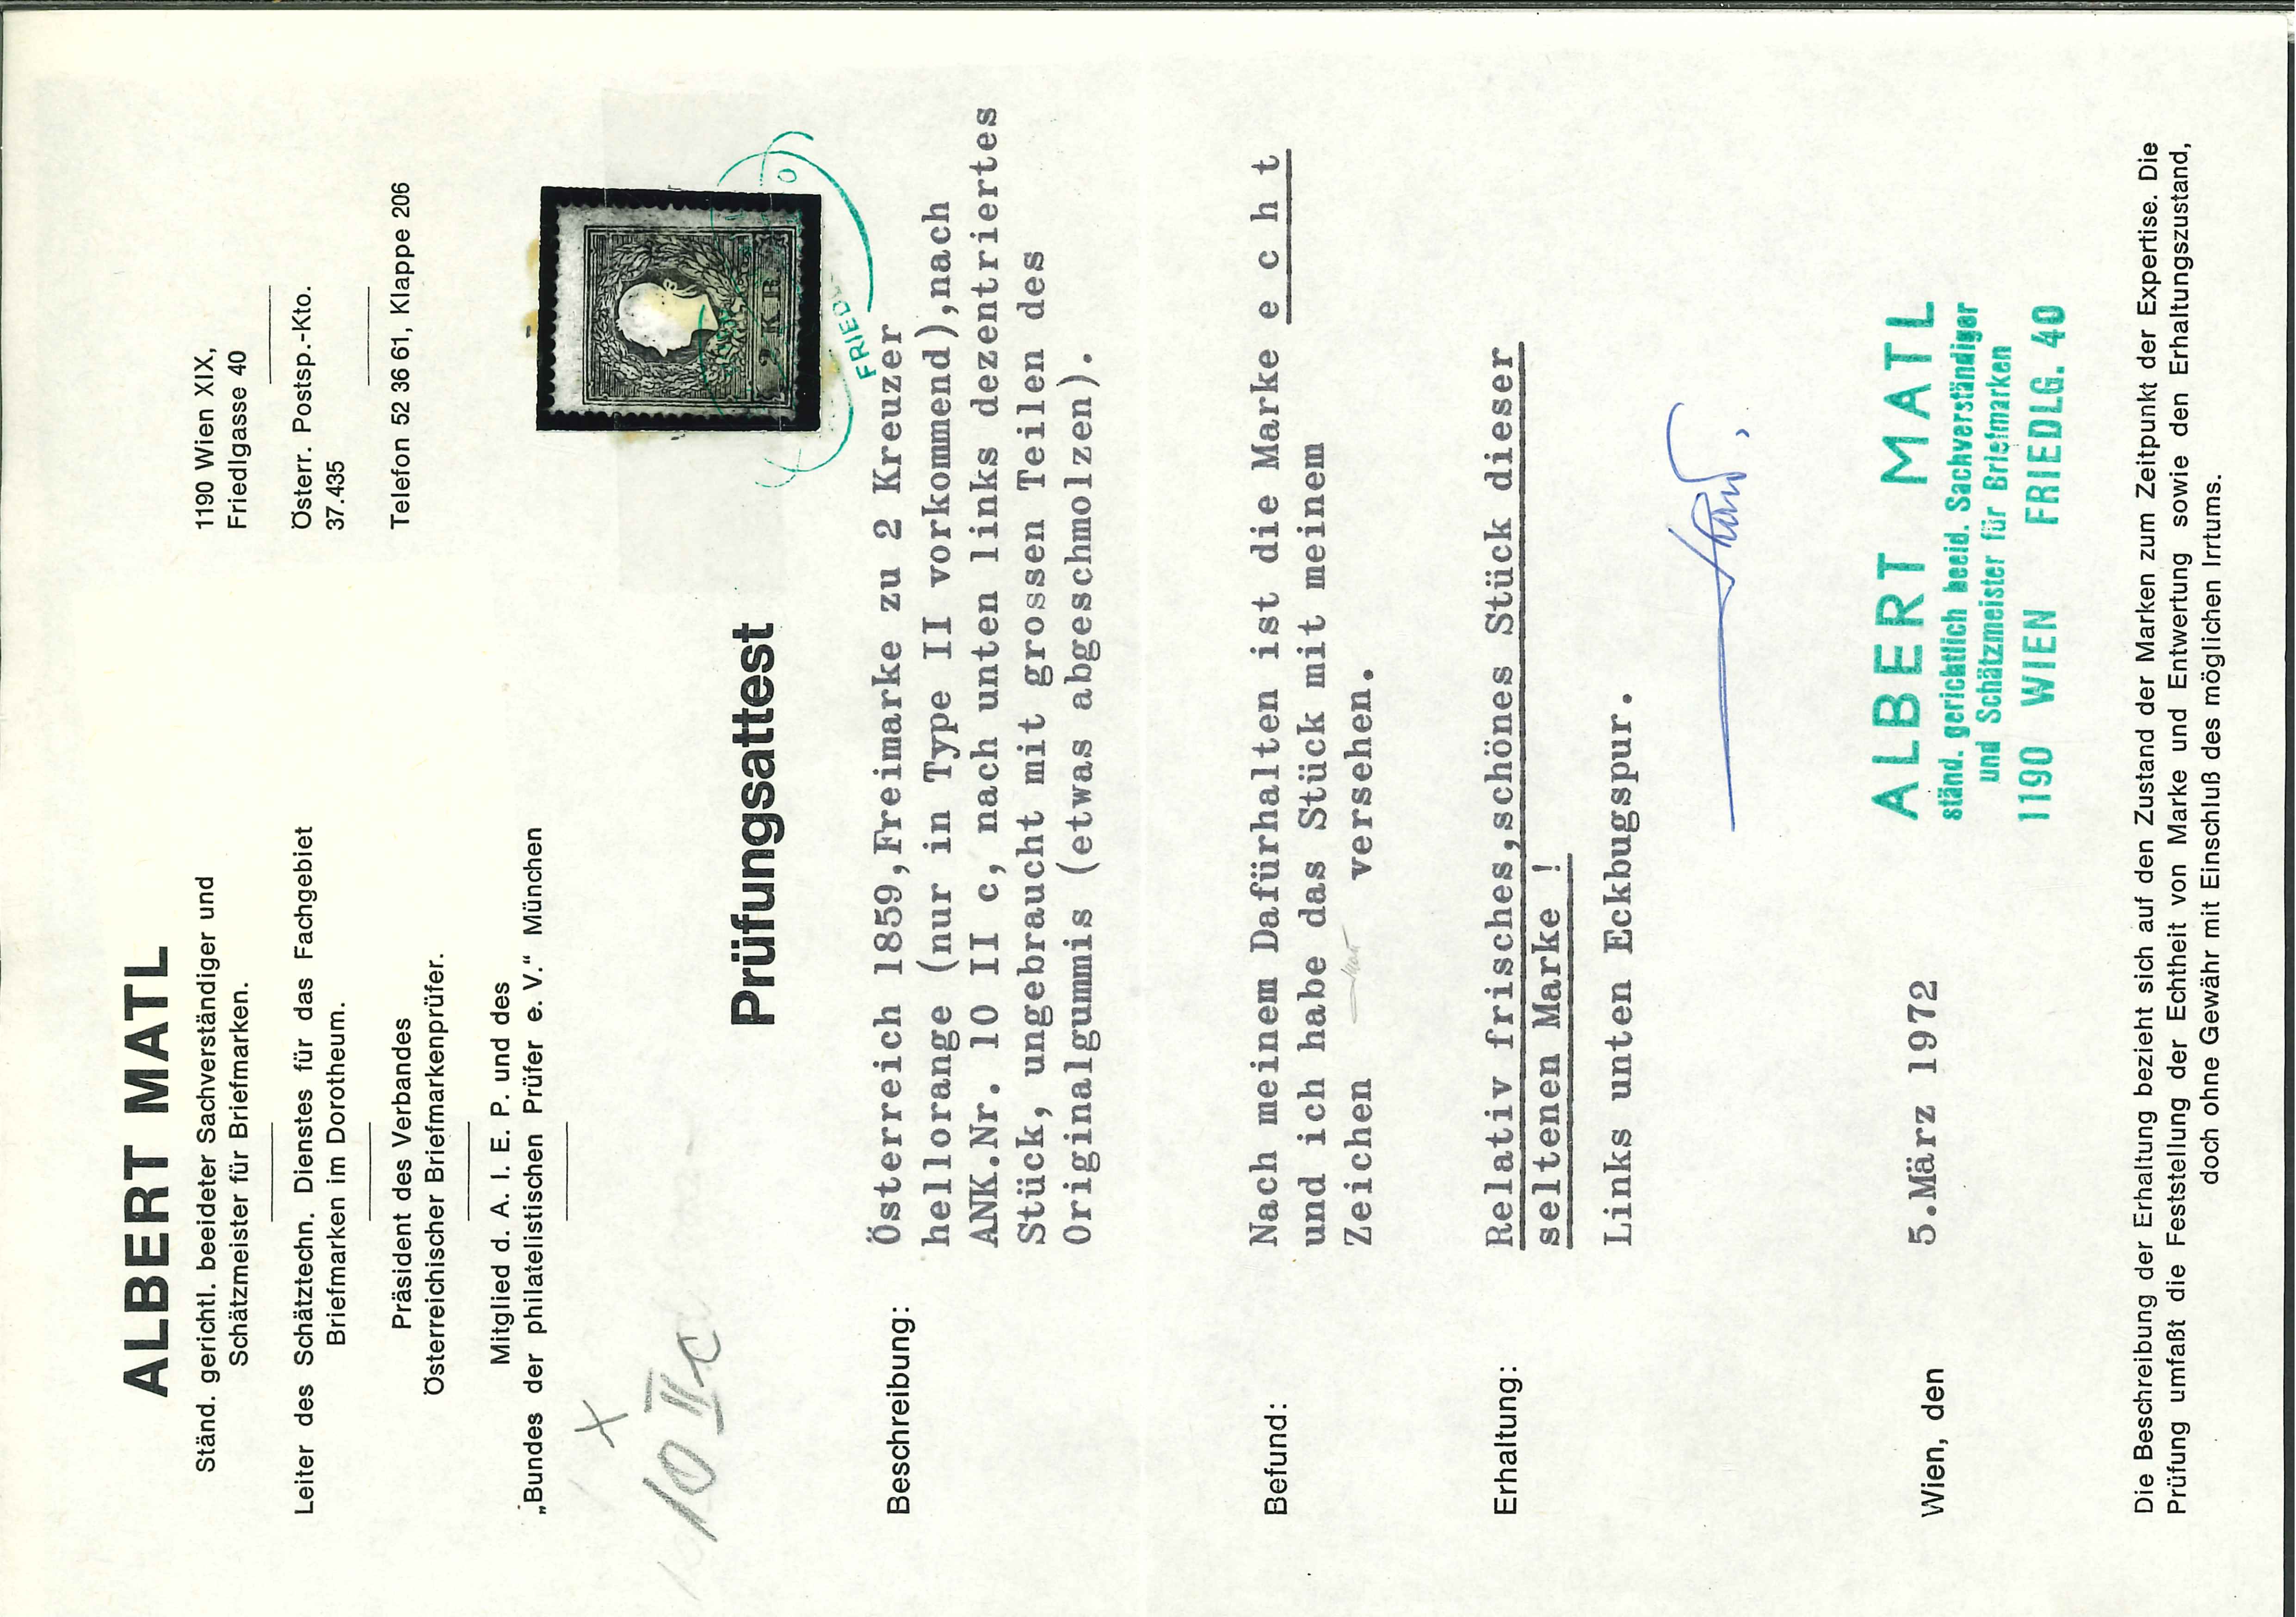 ALBERT MATL
Ständ. gerichtl. beeideter Sachverständiger und
Schätzmeister für Briefmarken.
Leiter des Schätztechn. Dienstes für das Fachgebiet
Briefmarken im Dorotheum.
Präsident des Verbandes
Österreichischer Briefmarkenprüfer.
Mitglied d. A. I. E. P. und des
„Bundes der philatelistischen Prüfer e. V.“ München
1190 Wien XIX,
Friedlgasse 40
Österr. Postsp.-Kto.
37.435
Telefon 52 36 61, Klappe 206
x
10 II c
2 KR
FRIEDL
Prüfungsattest
Beschreibung:
Österreich 1859,Freimarke zu 2 Kreuzer
hellorange (nur in Type II vorkommend),nach
ANK.Nr. 10 II c, nach unten links dezentriertes
Stück, ungebraucht mit grossen Teilen des
Originalgummis (etwas abgeschmolzen).
Befund:
Nach meinem Dafürhalten ist die Marke e c h t
und ich habe das Stück mit meinem
Zeichen versehen.
Erhaltung:
Relativ frisches,schönes Stück dieser
seltenen Marke !
Links unten Eckbugspur.
Wien, den 5.März 1972
ALBERT MATL
ständ. gerichtlich beeid. Sachverständiger
und Schätzmeister für Briefmarken
1190 WIEN FRIEDLG. 40
Die Beschreibung der Erhaltung bezieht sich auf den Zustand der Marken zum Zeitpunkt der Expertise. Die
Prüfung umfaßt die Feststellung der Echtheit von Marke und Entwertung sowie den Erhaltungszustand,
doch ohne Gewähr mit Einschluß des möglichen Irrtums.